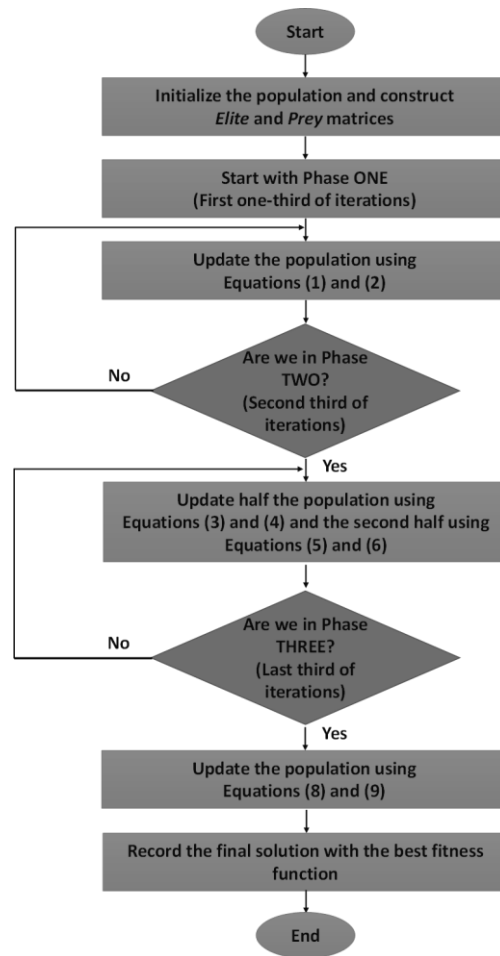 Start
Initialize the population and construct
Elite and Prey matrices
Start with Phase ONE
(First one-third of iterations)
Update the population using
Equations (1) and (2)
Are we in Phase
TWO?
(Second third of
iterations)
No
Yes
Update half the population using
Equations (3) and (4) and the second half using
Equations (5) and (6)
Are we in Phase
THREE?
(Last third of
iterations)
No
Yes
Update the population using
Equations (8) and (9)
Record the final solution with the best fitness
function
End